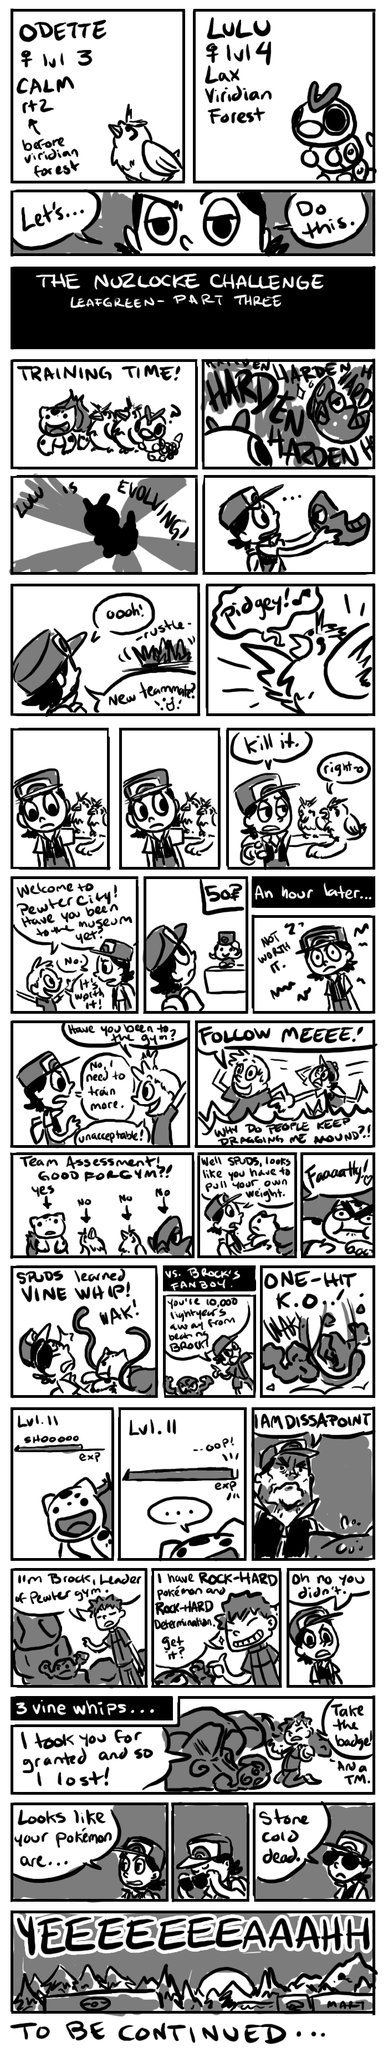 ODETTE
♀ lvl 3
CALM
rt2
↑
before
viridian
forest
LULU
♀ lvl 4
Lax
Viridian
Forest
Let's...
Do
this.
THE NUZLOCKE CHALLENGE
LEAFGREEN- PART THREE
TRAINING TIME!
HARDEN
HARDEN H
HARD
EN
HARDEN H
LULU IS EVOLVING!
...
oooh!
-rustle-
New teammate?
Pidgey!♪
Kill it.
right-o
Welcome to
Pewter City!
Have you been
to the museum
yet?
No.
It's
worth
it!
50₽
An hour later...
NOT
WORTH
IT.
Have you been to
the gym?
No, I
need to
train
more.
unacceptable!
FOLLOW MEEEE!
WHY DO PEOPLE KEEP
DRAGGING ME AROUND?!
Team Assessment!
GOOD FOR GYM?!
yes
NO
NO
NO
Well SPUDS, looks
like you have to
pull your own
weight.
Faaaatty!
SPUDS learned
VINE WHIP!
WAK!
VS. BROCK'S
FANBOY
You're 10,000
lightyears
away from
beating
BROCK!
ONE-HIT
K.O.!
WAK!
Lvl. 11
SHOOOOO
exp
Lvl. 11
...OOP!
exp
...
I AM DISSAPOINT
I'm Brock, Leader
of Pewter gym.
I have ROCK-HARD
Pokémon and
ROCK-HARD
Determination.
get
it?
Oh no you
didn't.
3 vine whips...
I took you for
granted and so
I lost!
Take
the
badge!
And a
TM.
Looks like
your pokémon
are...
Stone
cold
dead.
YEEEEEEEEAAAHH
MART
TO BE CONTINUED...